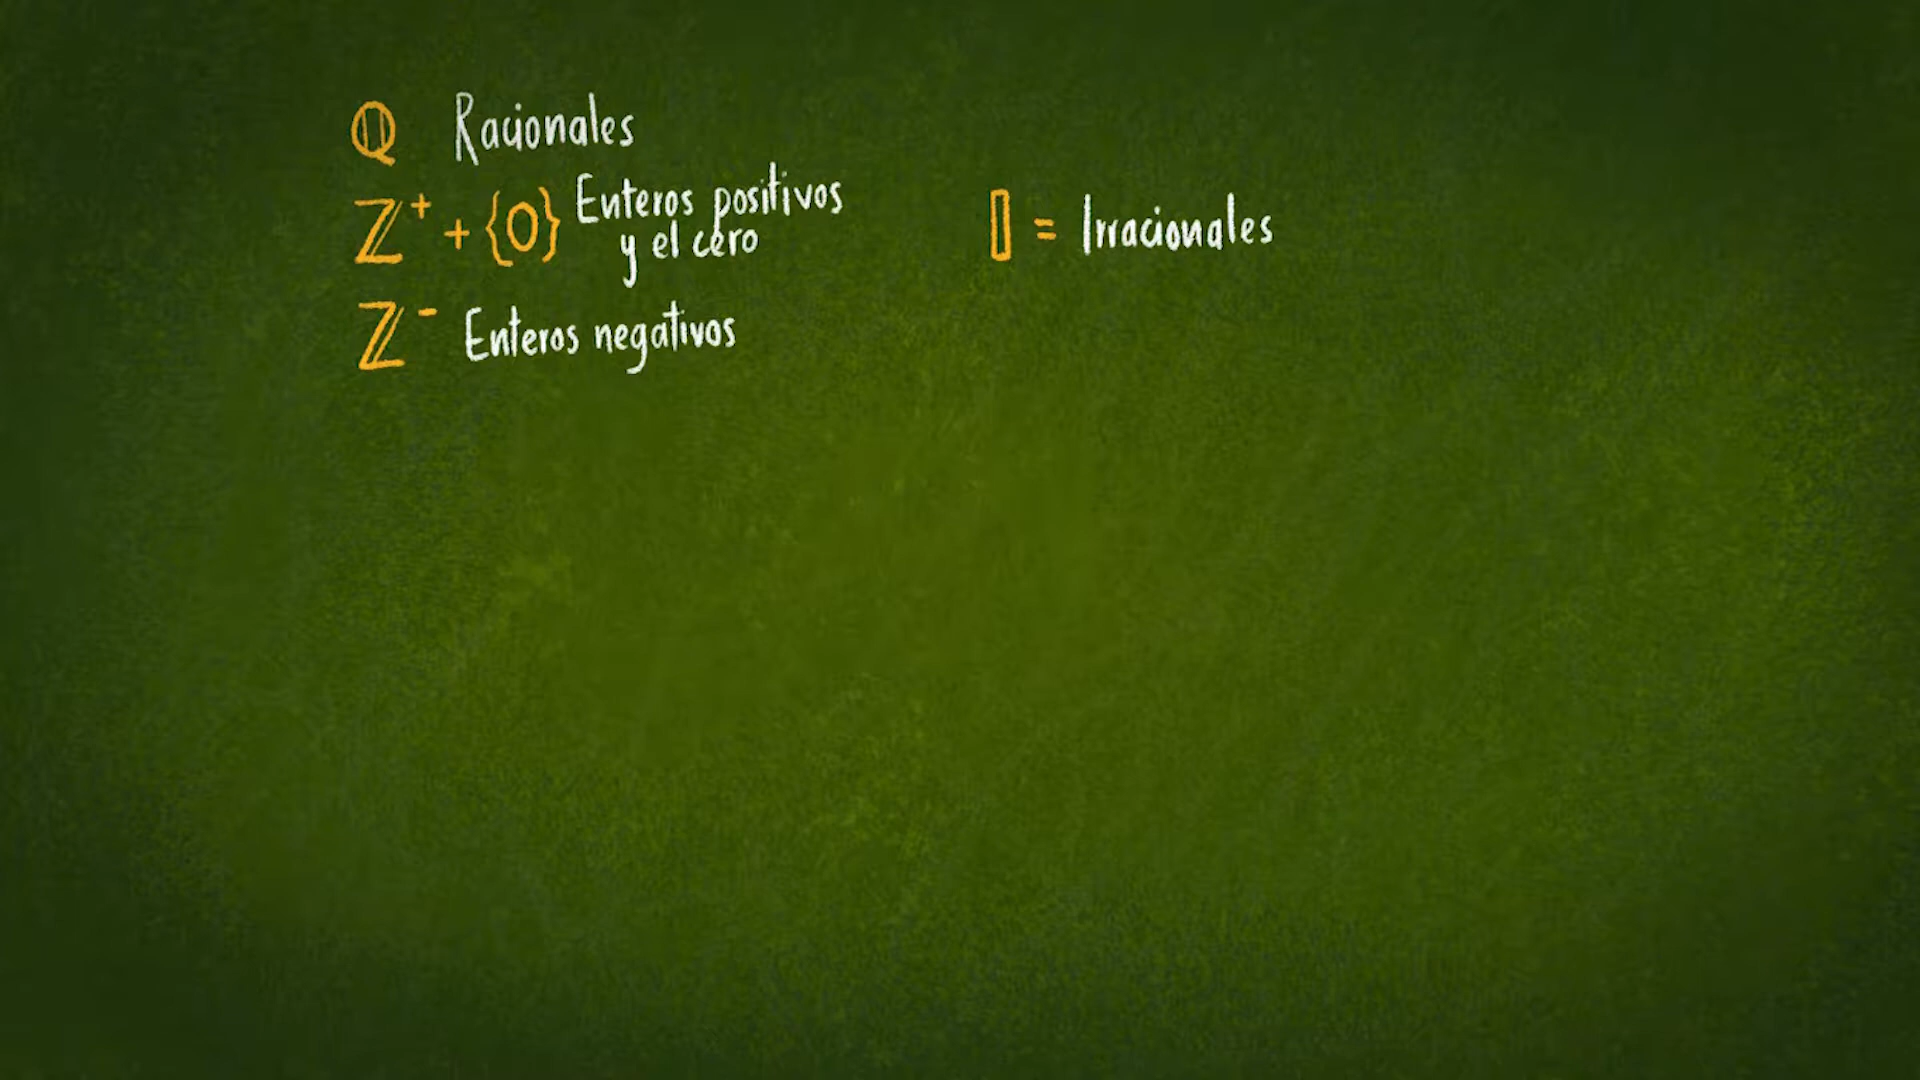 ℚ Racionales
ℤ⁺ + {0} Enteros positivos
y el cero
ℤ⁻ Enteros negativos
𝕀 = Irracionales